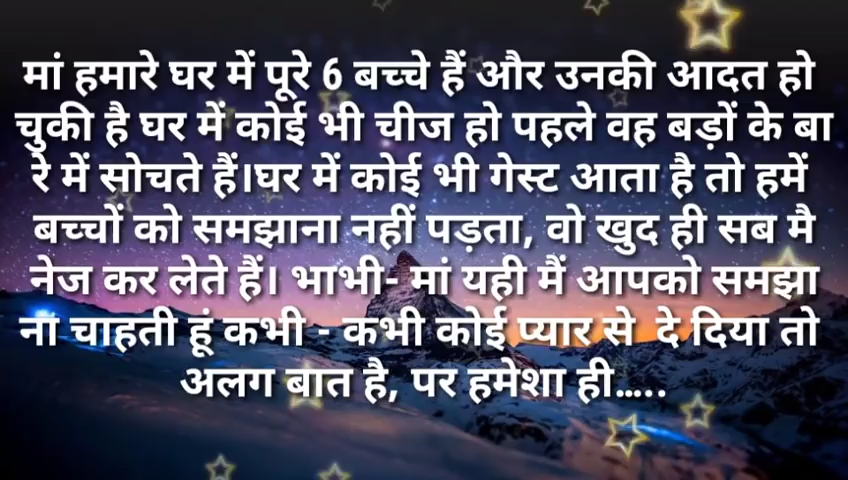 मां हमारे घर में पूरे 6 बच्चे हैं और उनकी आदत हो
चुकी है घर में कोई भी चीज हो पहले वह बड़ों के बा
रे में सोचते हैं।घर में कोई भी गेस्ट आता है तो हमें
बच्चों को समझाना नहीं पड़ता, वो खुद ही सब मै
नेज कर लेते हैं। भाभी- मां यही मैं आपको समझा
ना चाहती हूं कभी - कभी कोई प्यार से दे दिया तो
अलग बात है, पर हमेशा ही.....